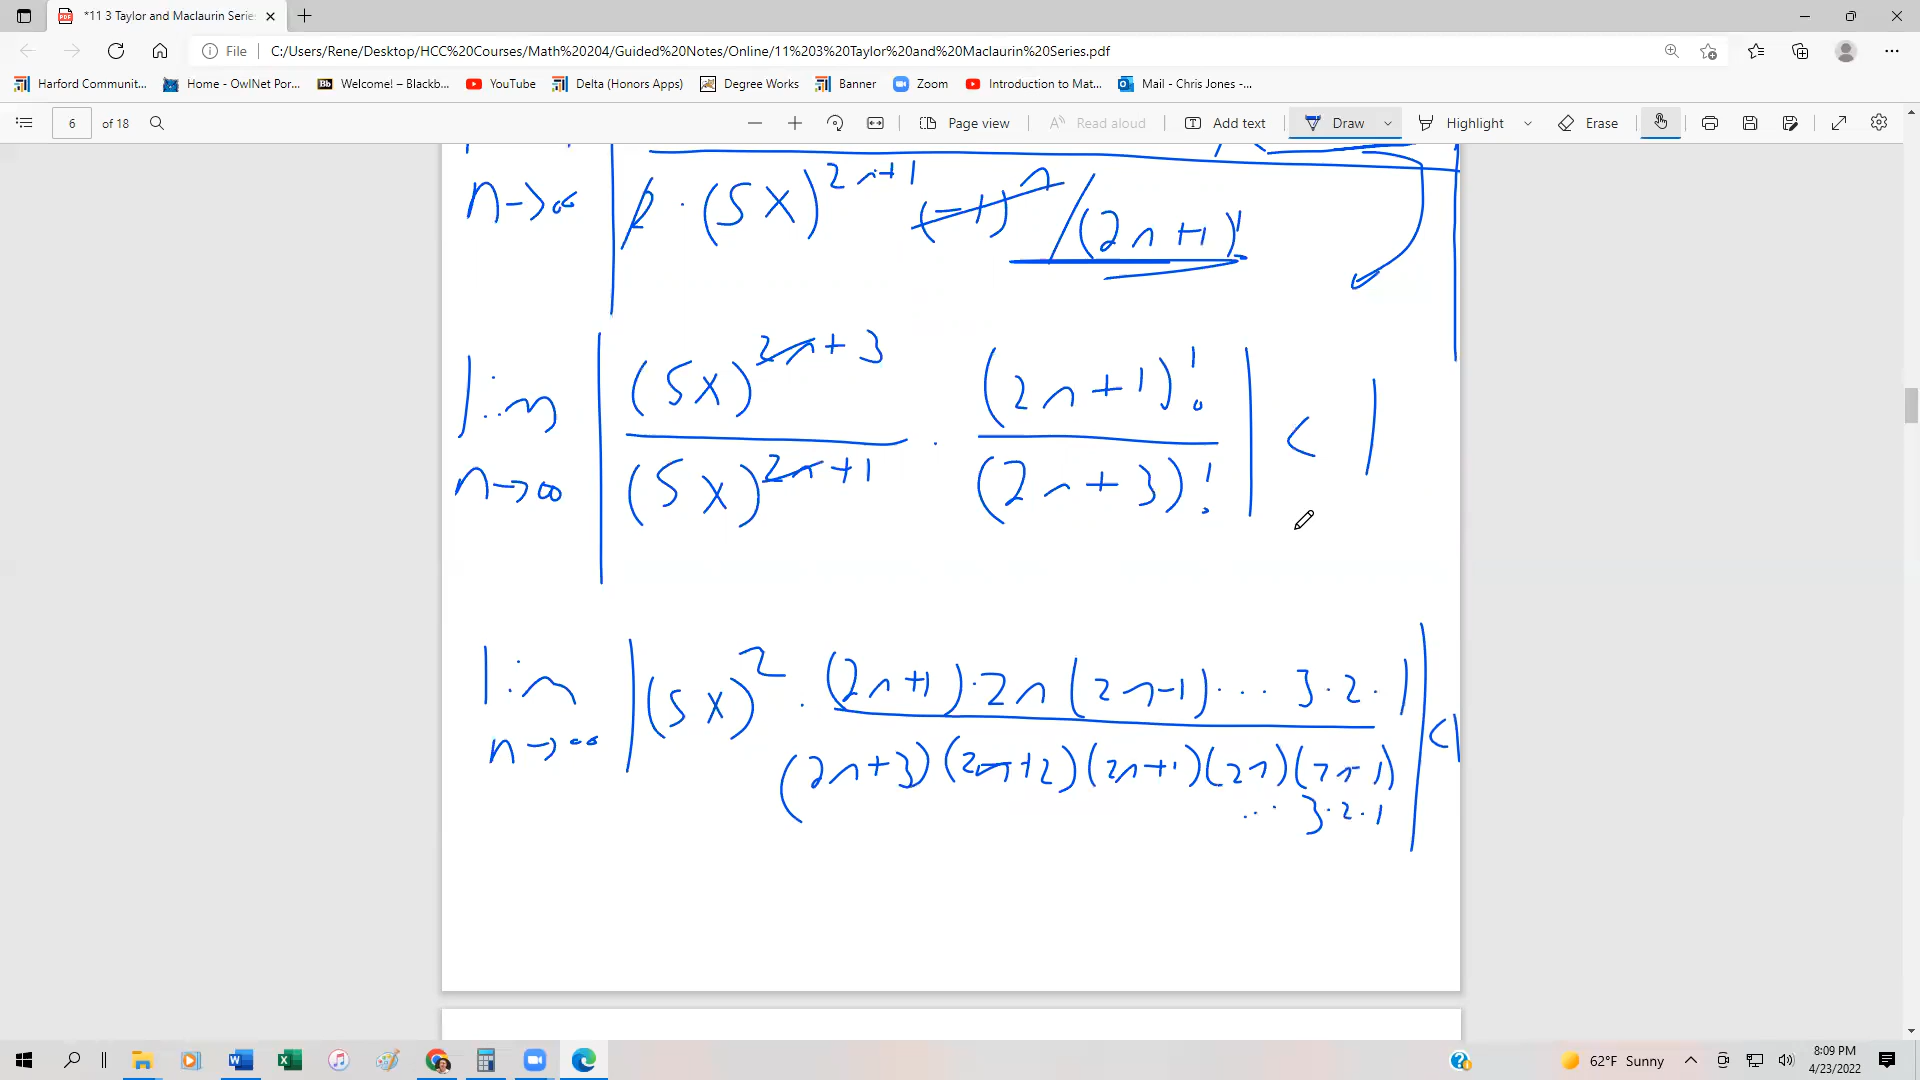 *11 3 Taylor and Maclaurin Serie
File C:/Users/Rene/Desktop/HCC%20Courses/Math%20204/Guided%20Notes/Online/11%203%20Taylor%20and%20Maclaurin%20Series.pdf
Harford Communit... Home - OwlNet Por... Welcome! – Blackb... YouTube Delta (Honors Apps) Degree Works Banner Zoom Introduction to Mat... Mail - Chris Jones -...
6 of 18 Page view Read aloud Add text Draw Highlight Erase
n→∞ | 2 · (5x)^{2n+1} (-1)^n / (2n+1)! |
lim n→∞ | (5x)^{2n+3} / (5x)^{2n+1} · (2n+1)! / (2n+3)! | < 1
lim n→∞ | (5x)^2 · (2n+1)·2n(2n-1)··· 3·2·1 / (2n+3)(2n+2)(2n+1)(2n)(2n-1) ··· 3·2·1 | <1
62°F Sunny
8:09 PM
4/23/2022